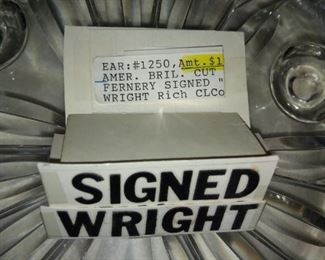 EAR:#1250,Amt.$1
AMER. BRIL. CUT
FERNERY SIGNED "
WRIGHT Rich CLCo
SIGNED
WRIGHT